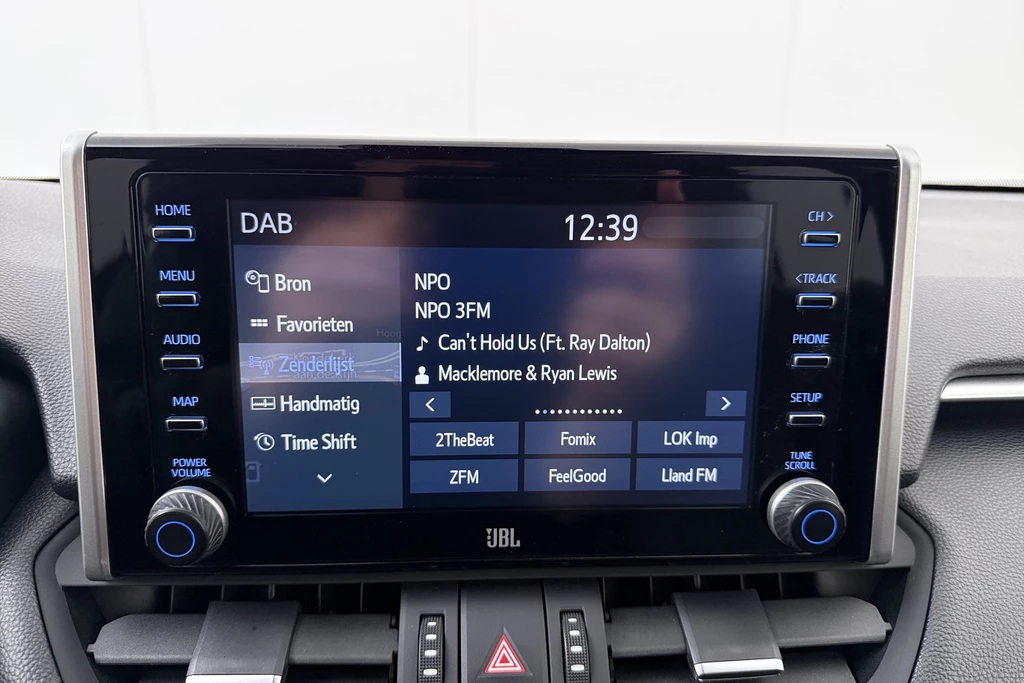 HOME
MENU
AUDIO
MAP
POWER
VOLUME
DAB
12:39
Bron
Favorieten
Zenderlijst
Handmatig
Time Shift
NPO
NPO 3FM
Can't Hold Us (Ft. Ray Dalton)
Macklemore & Ryan Lewis
2TheBeat
Fomix
LOK Imp
ZFM
FeelGood
Lland FM
CH>
<TRACK
PHONE
SETUP
TUNE
SCROLL
JBL